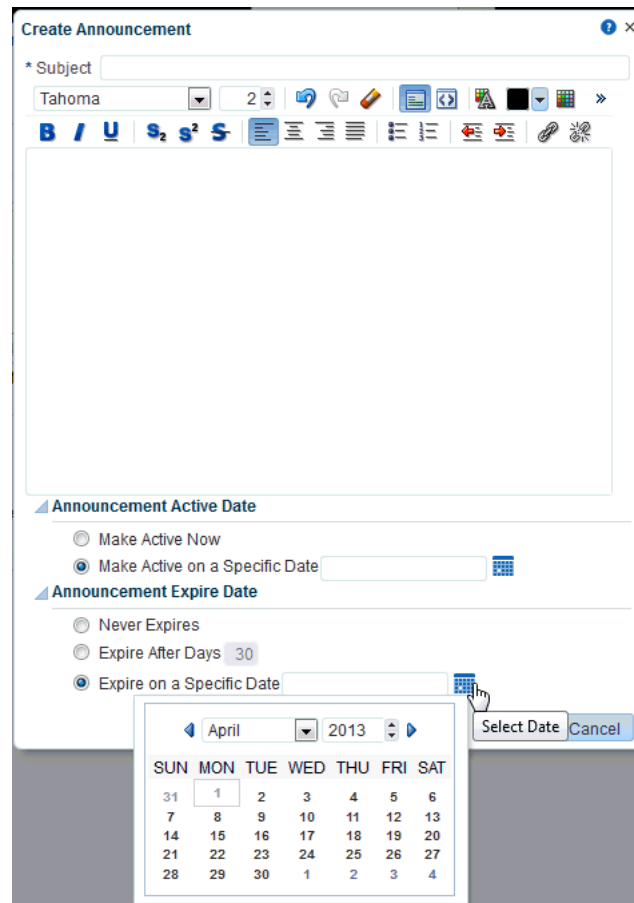 Create Announcement
* Subject
Tahoma 2
B I U S₂ S² S
Announcement Active Date
Make Active Now
Make Active on a Specific Date
Announcement Expire Date
Never Expires
Expire After Days 30
Expire on a Specific Date
Select Date Cancel
April 2013
SUN MON TUE WED THU FRI SAT
31 1 2 3 4 5 6
7 8 9 10 11 12 13
14 15 16 17 18 19 20
21 22 23 24 25 26 27
28 29 30 1 2 3 4